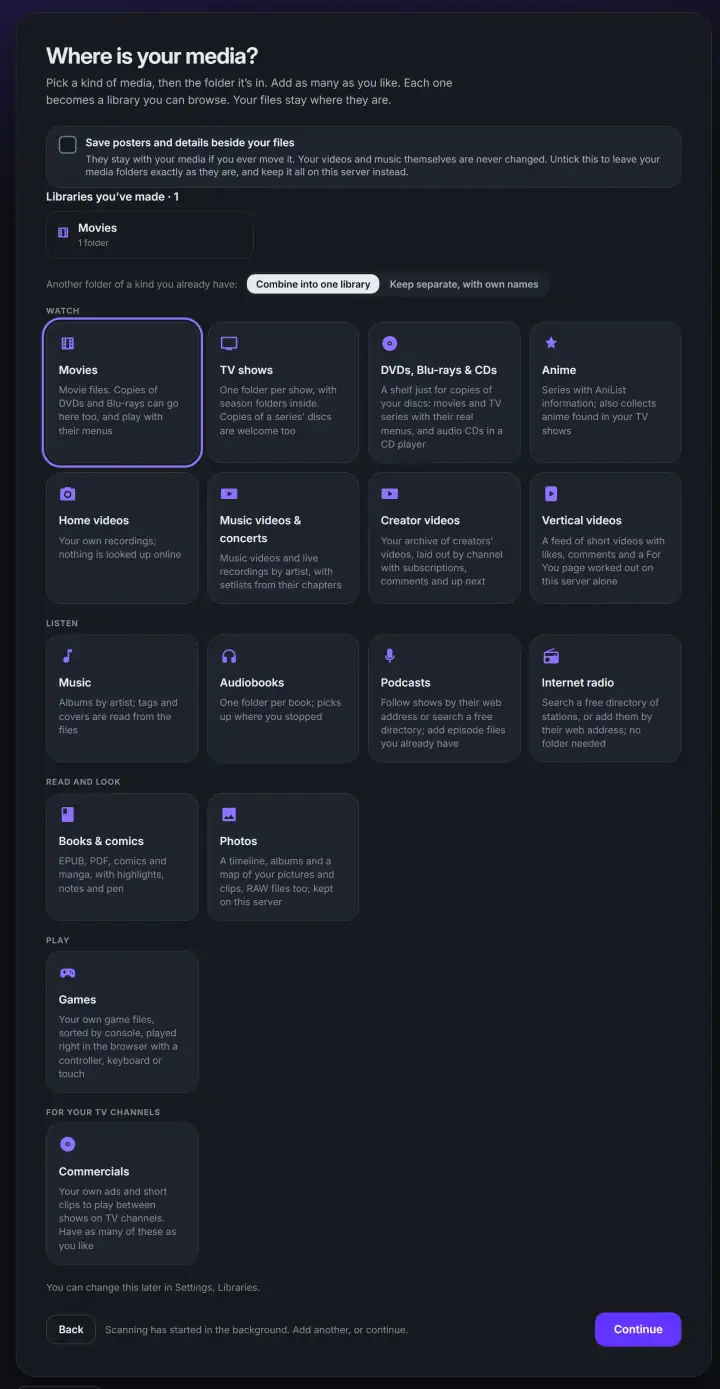 Where is your media?
Pick a kind of media, then the folder it's in. Add as many as you like. Each one
becomes a library you can browse. Your files stay where they are.
Save posters and details beside your files
They stay with your media if you ever move it. Your videos and music themselves are never changed. Untick this to leave your
media folders exactly as they are, and keep it all on this server instead.
Libraries you've made · 1
Movies
1 folder
Another folder of a kind you already have:
Combine into one library
Keep separate, with own names
WATCH
Movies
Movie files. Copies of
DVDs and Blu-rays can go
here too, and play with
their menus
TV shows
One folder per show, with
season folders inside.
Copies of a series' discs
are welcome too
DVDs, Blu-rays & CDs
A shelf just for copies of
your discs: movies and TV
series with their real
menus, and audio CDs in a
CD player
Anime
Series with AniList
information; also collects
anime found in your TV
shows
Home videos
Your own recordings;
nothing is looked up online
Music videos &
concerts
Music videos and live
recordings by artist, with
setlists from their chapters
Creator videos
Your archive of creators'
videos, laid out by channel
with subscriptions,
comments and up next
Vertical videos
A feed of short videos with
likes, comments and a For
You page worked out on
this server alone
LISTEN
Music
Albums by artist; tags and
covers are read from the
files
Audiobooks
One folder per book; picks
up where you stopped
Podcasts
Follow shows by their web
address or search a free
directory; add episode files
you already have
Internet radio
Search a free directory of
stations, or add them by
their web address; no
folder needed
READ AND LOOK
Books & comics
EPUB, PDF, comics and
manga, with highlights,
notes and pen
Photos
A timeline, albums and a
map of your pictures and
clips, RAW files too; kept
on this server
PLAY
Games
Your own game files,
sorted by console, played
right in the browser with a
controller, keyboard or
touch
FOR YOUR TV CHANNELS
Commercials
Your own ads and short
clips to play between
shows on TV channels.
Have as many of these as
you like
You can change this later in Settings, Libraries.
Back
Scanning has started in the background. Add another, or continue.
Continue